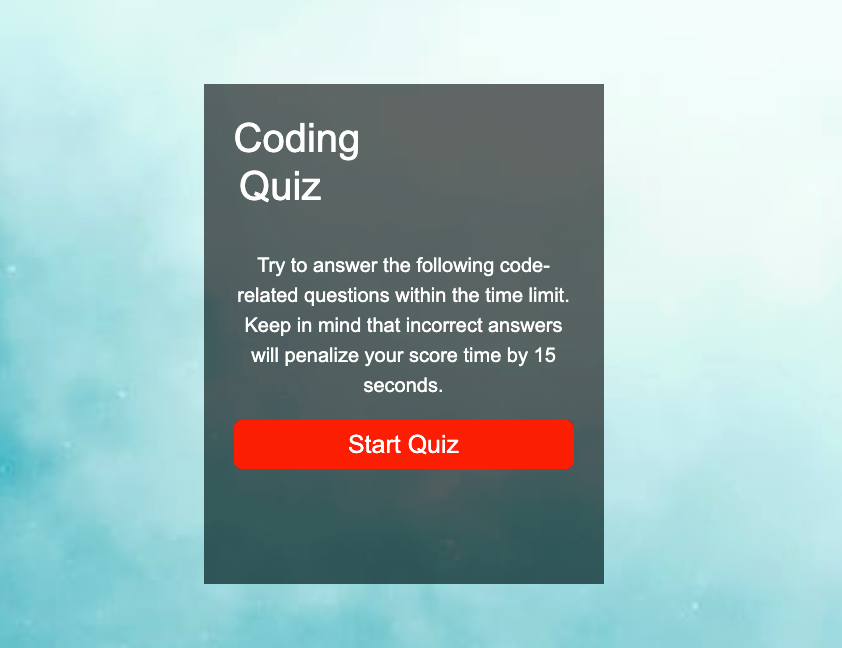 Coding
Quiz
Try to answer the following code-
related questions within the time limit.
Keep in mind that incorrect answers
will penalize your score time by 15
seconds.
Start Quiz